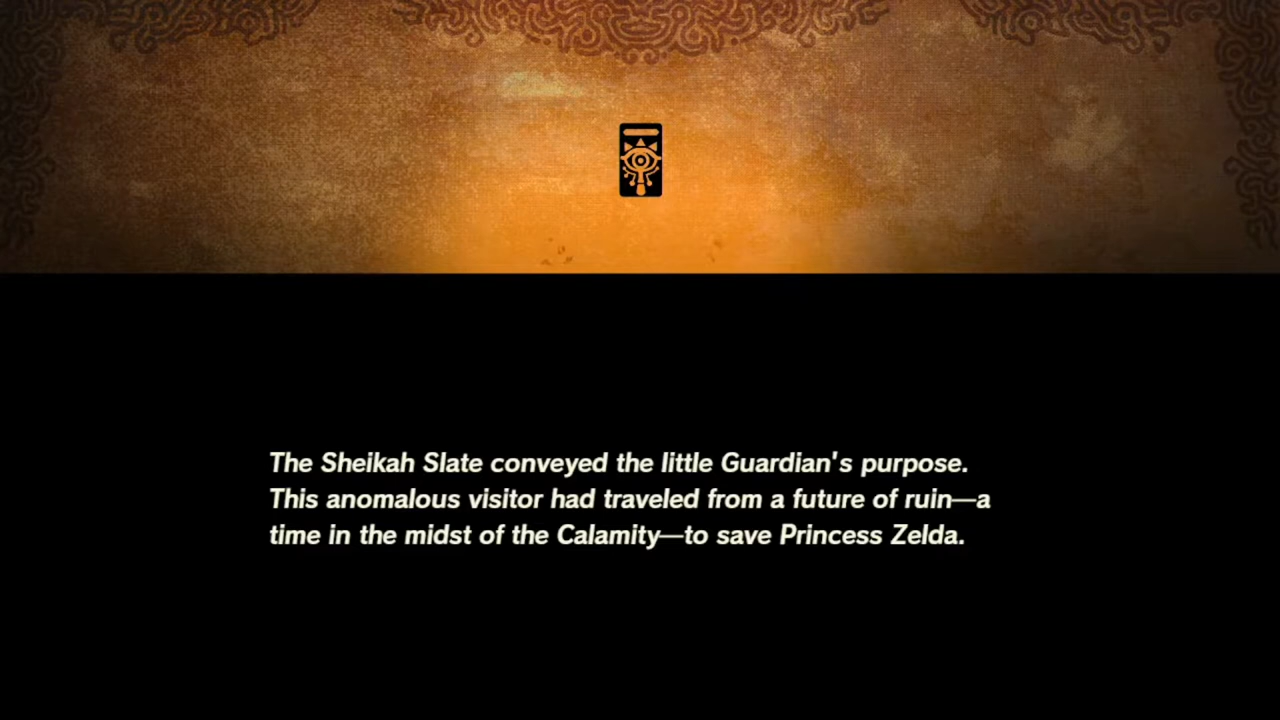 The Sheikah Slate conveyed the little Guardian's purpose.
This anomalous visitor had traveled from a future of ruin—a
time in the midst of the Calamity—to save Princess Zelda.